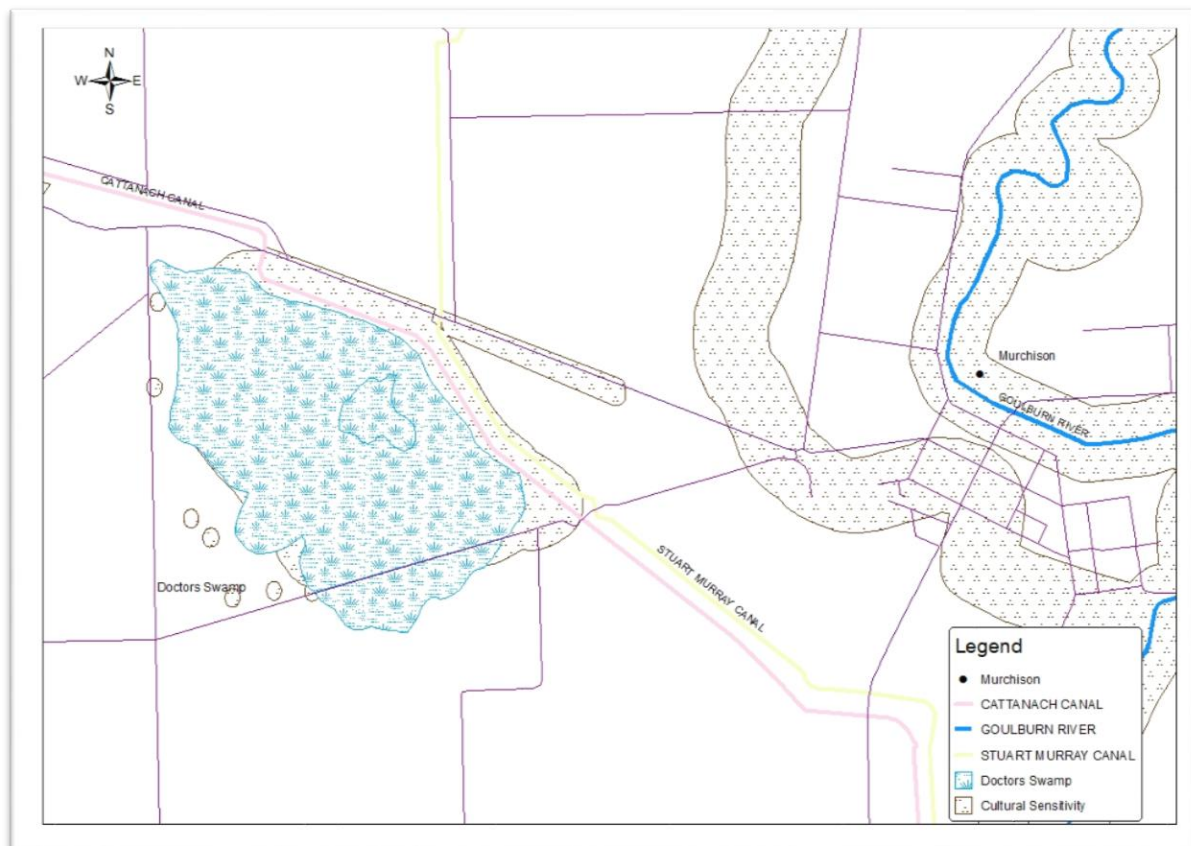 N
W E
S
CATTANACH CANAL
Murchison
GOULBURN RIVER
STUART MURRAY CANAL
Doctors Swamp
Legend
Murchison
CATTANACH CANAL
GOULBURN RIVER
STUART MURRAY CANAL
Doctors Swamp
Cultural Sensitivity